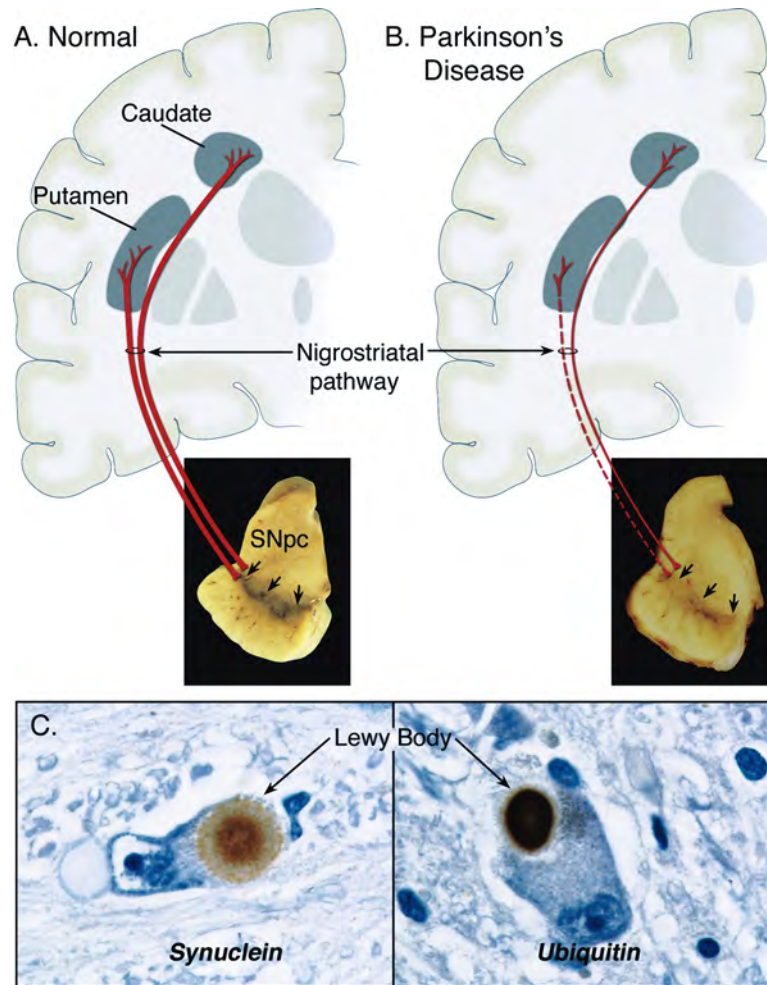 A. Normal
B. Parkinson's
Disease
Caudate
Putamen
Nigrostriatal
pathway
SNpc
C.
Lewy Body
Synuclein
Ubiquitin